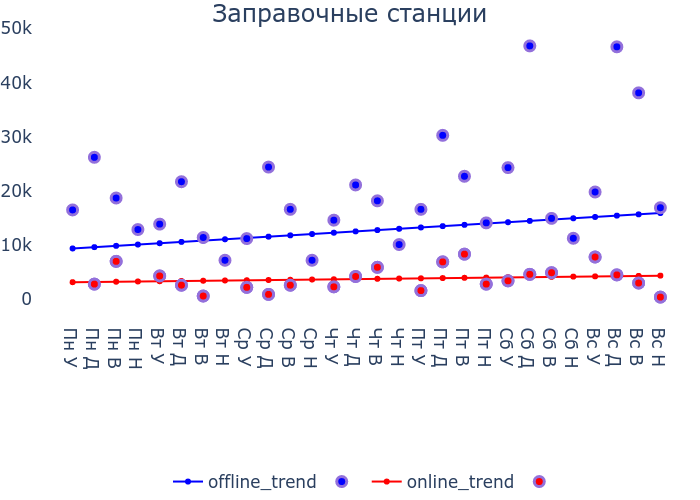 Заправочные станции
50k
40k
30k
20k
10k
0
Пн У
Пн Д
Пн В
Пн Н
Вт У
Вт Д
Вт В
Вт Н
Ср У
Ср Д
Ср В
Ср Н
Чт У
Чт Д
Чт В
Чт Н
Пт У
Пт Д
Пт В
Пт Н
Сб У
Сб Д
Сб В
Сб Н
Вс У
Вс Д
Вс В
Вс Н
offline_trend online_trend